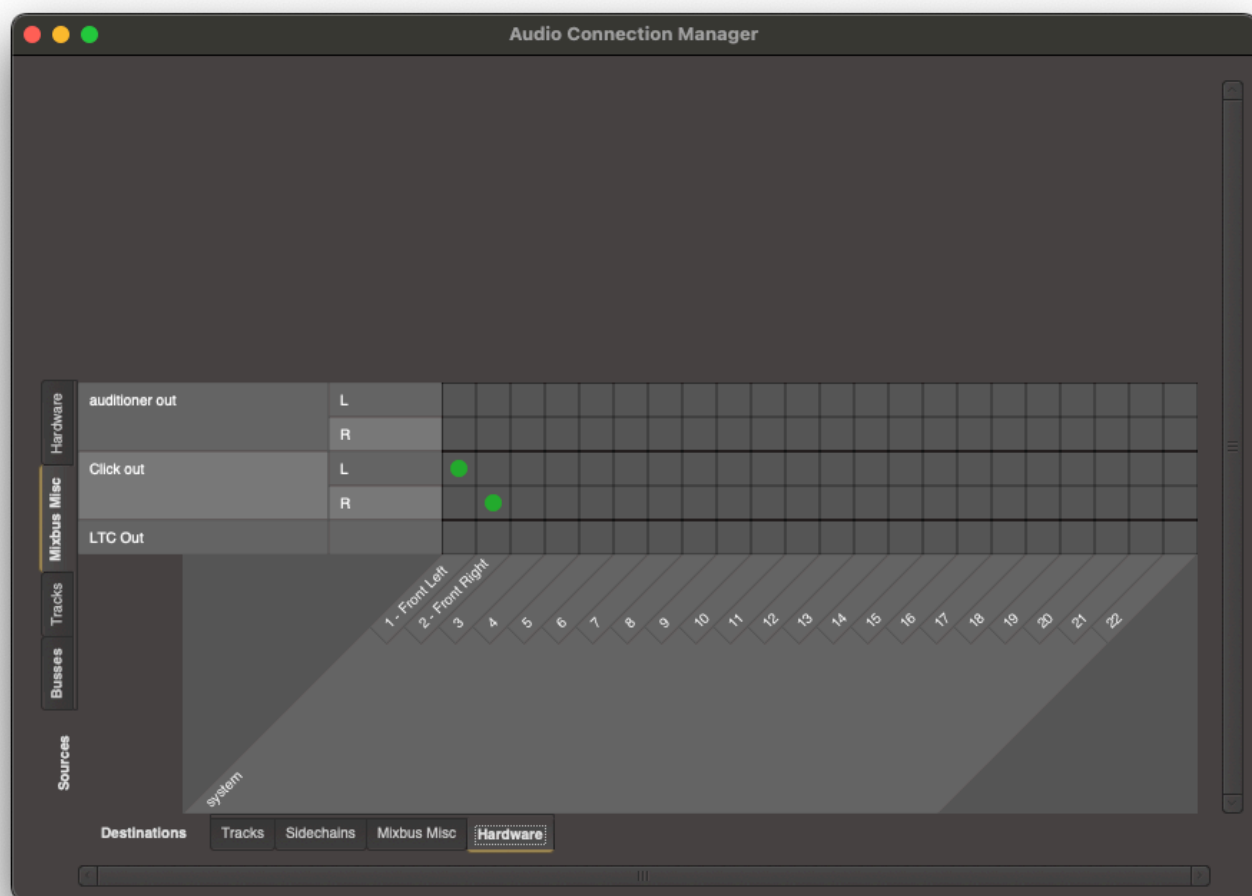 Audio Connection Manager
Hardware
Mixbus Misc
Tracks
Busses
Sources
auditioner out
L
R
Click out
L
R
LTC Out
1 - Front Left
2 - Front Right
3
4
5
6
7
8
9
10
11
12
13
14
15
16
17
18
19
20
21
22
system
Destinations
Tracks
Sidechains
Mixbus Misc
Hardware